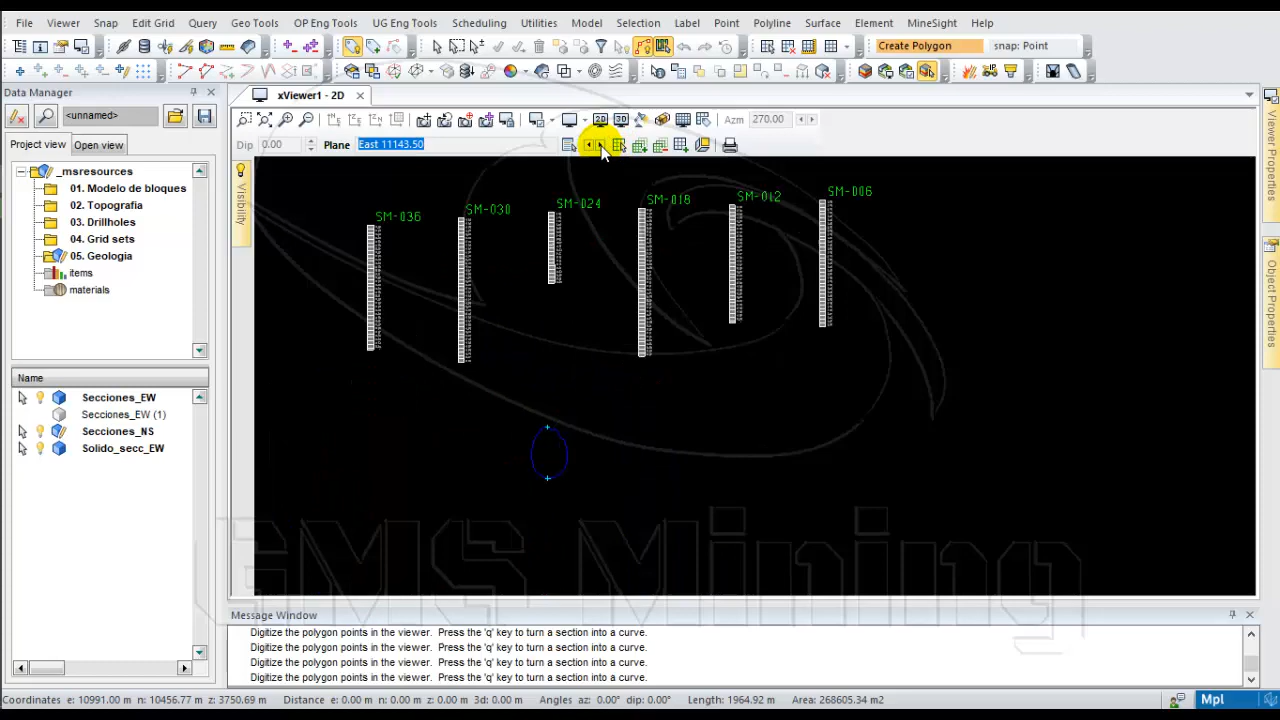 File Viewer Snap Edit Grid Query Geo Tools OP Eng Tools UG Eng Tools Scheduling Utilities Model Selection Label Point Polyline Surface Element MineSight Help
Create Polygon snap: Point
Data Manager
xViewer1 - 2D
<unnamed>
2D 3D Azm 270.00
Project view Open view
Dip 0.00 Plane East 11143.50
Visibility
Viewer Properties
Object Properties
_msresources
01. Modelo de bloques
02. Topografia
03. Drillholes
04. Grid sets
05. Geologia
items
materials
SM-036 SM-030 SM-024 SM-018 SM-012 SM-006
Name
Secciones_EW
Secciones_EW (1)
Secciones_NS
Solido_secc_EW
GMS Mining
Message Window
Digitize the polygon points in the viewer. Press the 'q' key to turn a section into a curve.
Digitize the polygon points in the viewer. Press the 'q' key to turn a section into a curve.
Digitize the polygon points in the viewer. Press the 'q' key to turn a section into a curve.
Digitize the polygon points in the viewer. Press the 'q' key to turn a section into a curve.
Coordinates e: 10991.00 m n: 10456.77 m z: 3750.69 m Distance e: 0.00 m n: 0.00 m z: 0.00 m 3d: 0.00 m Angles az: 0.00° dip: 0.00° Length: 1964.92 m Area: 268605.34 m2 Mpl